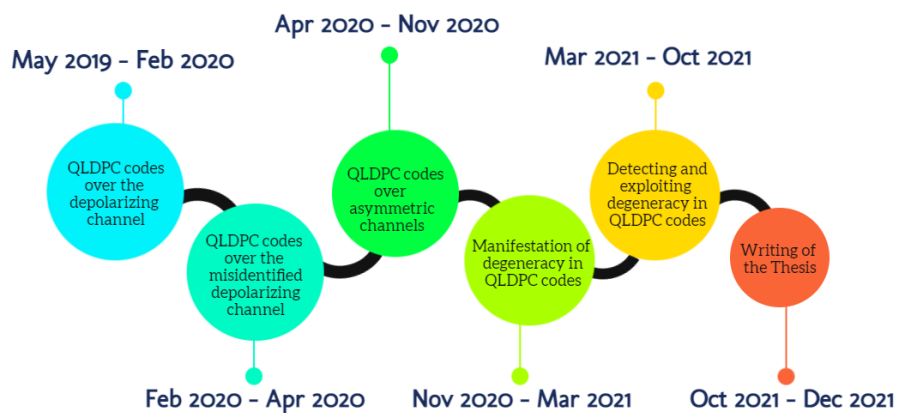 Apr 2020 - Nov 2020
May 2019 - Feb 2020
Mar 2021 - Oct 2021
QLDPC codes
over the
depolarizing
channel
QLDPC codes
over the
misidentified
depolarizing
channel
QLDPC codes
over
asymmetric
channels
Manifestation of
degeneracy in
QLDPC codes
Detecting and
exploiting
degeneracy in
QLDPC codes
Writing of
the Thesis
Feb 2020 - Apr 2020
Nov 2020 - Mar 2021
Oct 2021 - Dec 2021